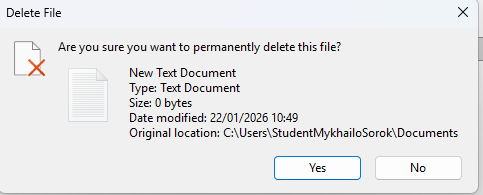 Delete File
Are you sure you want to permanently delete this file?
New Text Document
Type: Text Document
Size: 0 bytes
Date modified: 22/01/2026 10:49
Original location: C:\Users\StudentMykhailoSorok\Documents
Yes
No